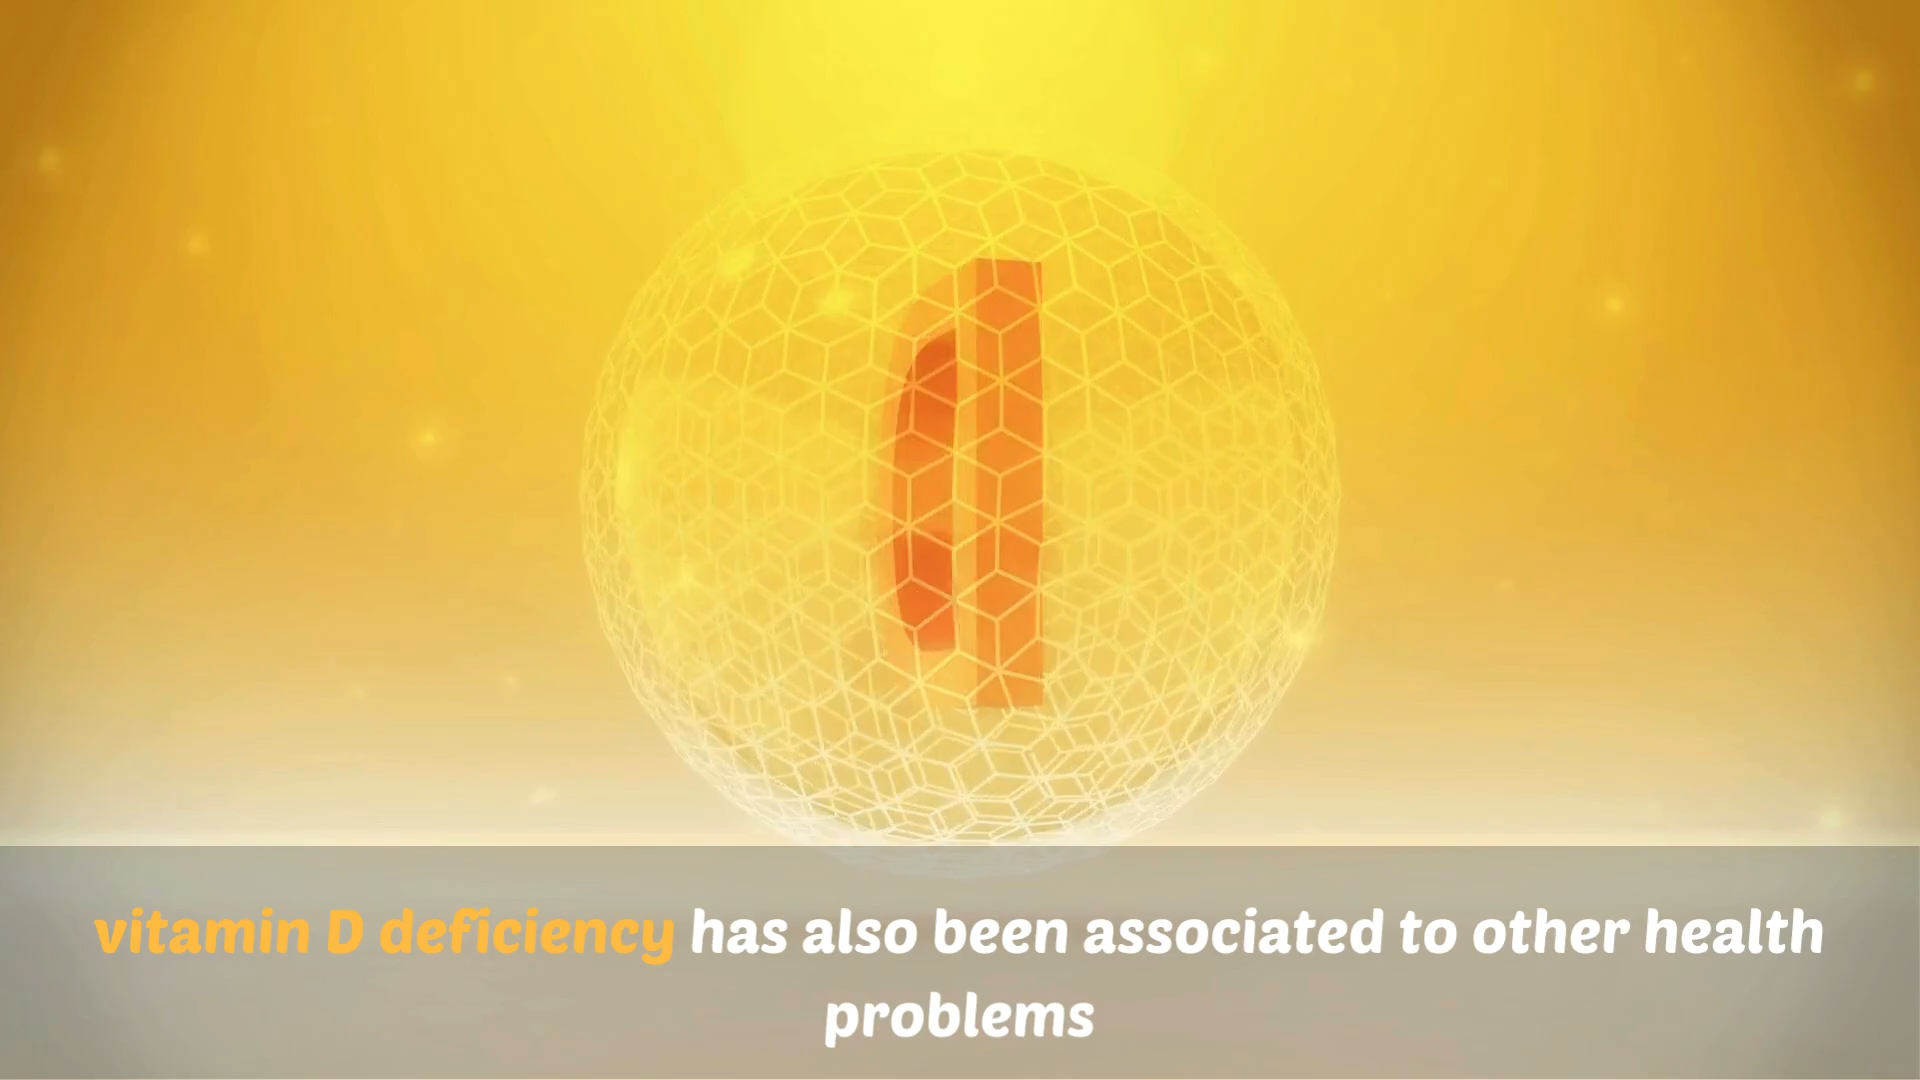 vitamin D deficiency has also been associated to other health
problems